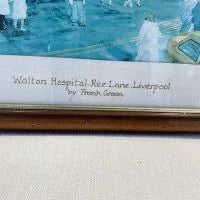 Walton Hospital. Rice Lane. Liverpool
by Frank Green